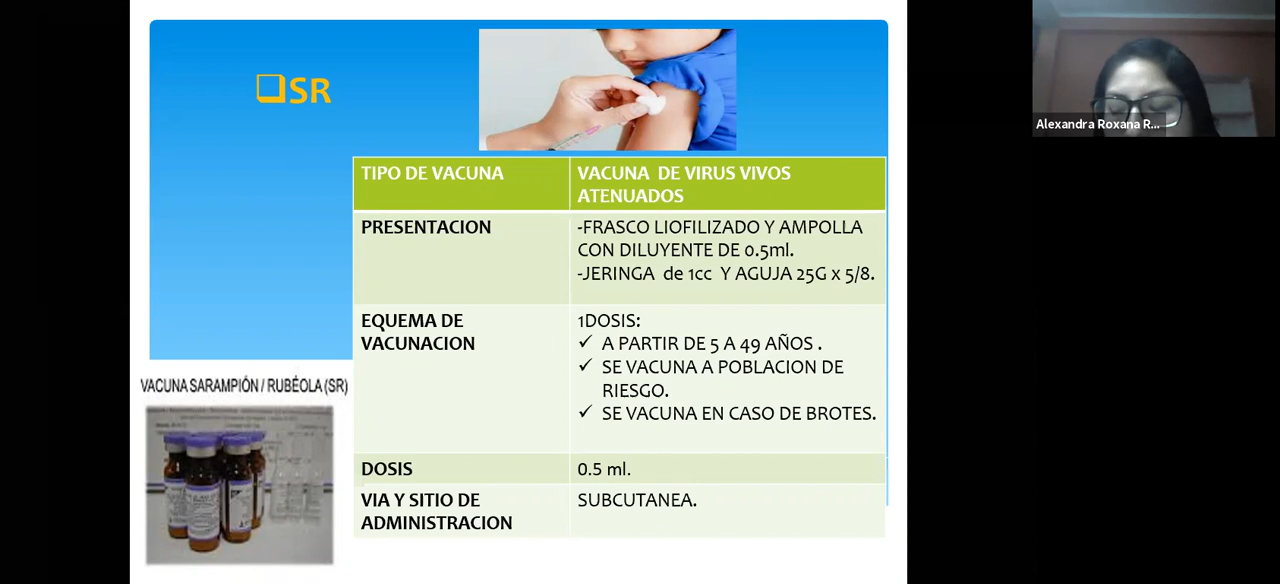 SR
TIPO DE VACUNA
VACUNA DE VIRUS VIVOS
ATENUADOS
PRESENTACION
-FRASCO LIOFILIZADO Y AMPOLLA
CON DILUYENTE DE 0.5ml.
-JERINGA de 1cc Y AGUJA 25G x 5/8.
EQUEMA DE
VACUNACION
1DOSIS:
✓ A PARTIR DE 5 A 49 AÑOS .
✓ SE VACUNA A POBLACION DE
RIESGO.
✓ SE VACUNA EN CASO DE BROTES.
DOSIS
0.5 ml.
VIA Y SITIO DE
ADMINISTRACION
SUBCUTANEA.
VACUNA SARAMPIÓN / RUBÉOLA (SR)
Alexandra Roxana R...